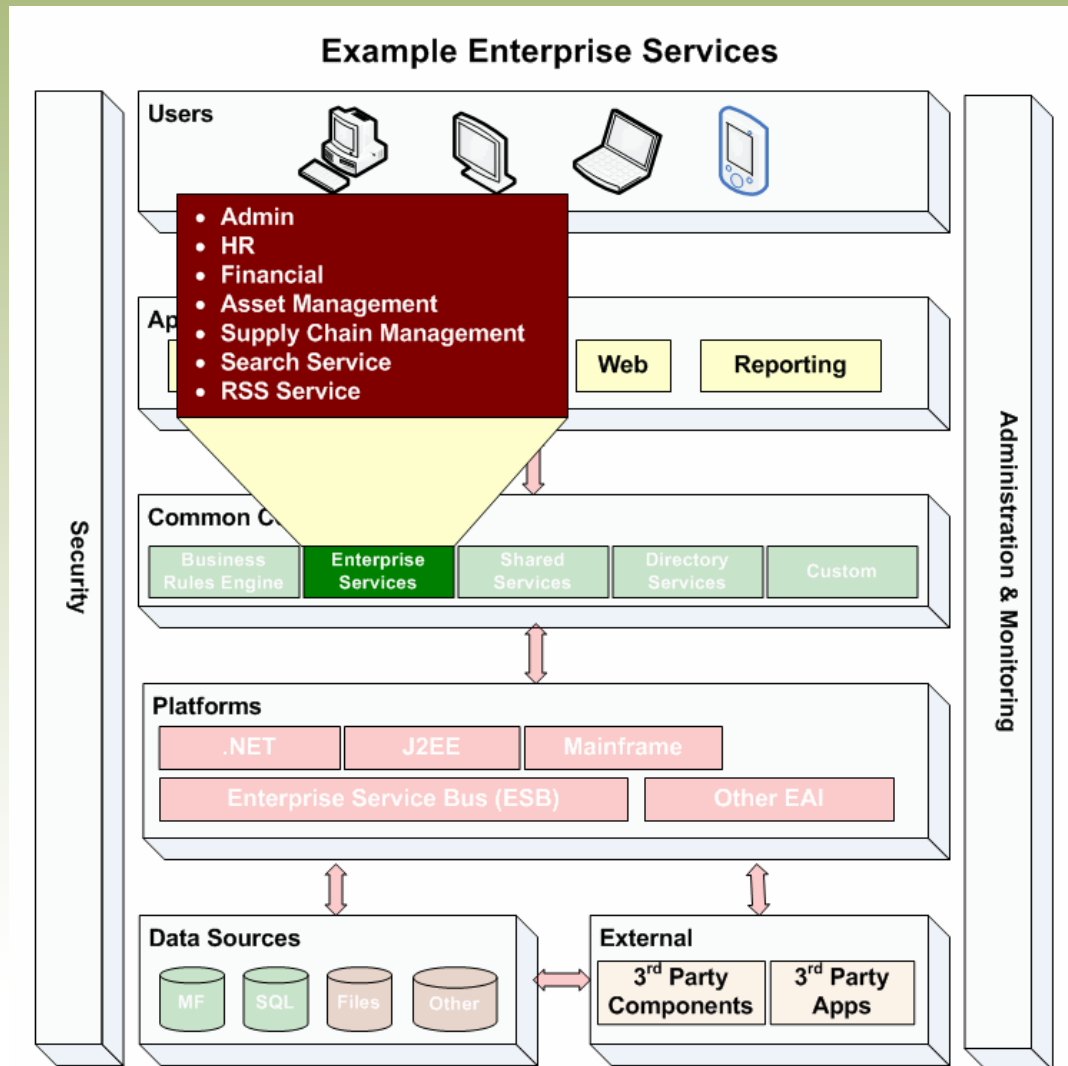 Example Enterprise Services
Security
Users
• Admin
• HR
• Financial
• Asset Management
• Supply Chain Management
• Search Service
• RSS Service
Web
Reporting
Common
Business
Rules Engine
Enterprise
Services
Shared
Services
Directory
Services
Custom
Platforms
.NET
J2EE
Mainframe
Enterprise Service Bus (ESB)
Other EAI
Data Sources
MF
SQL
Files
Other
External
3rd Party
Components
3rd Party
Apps
Administration & Monitoring